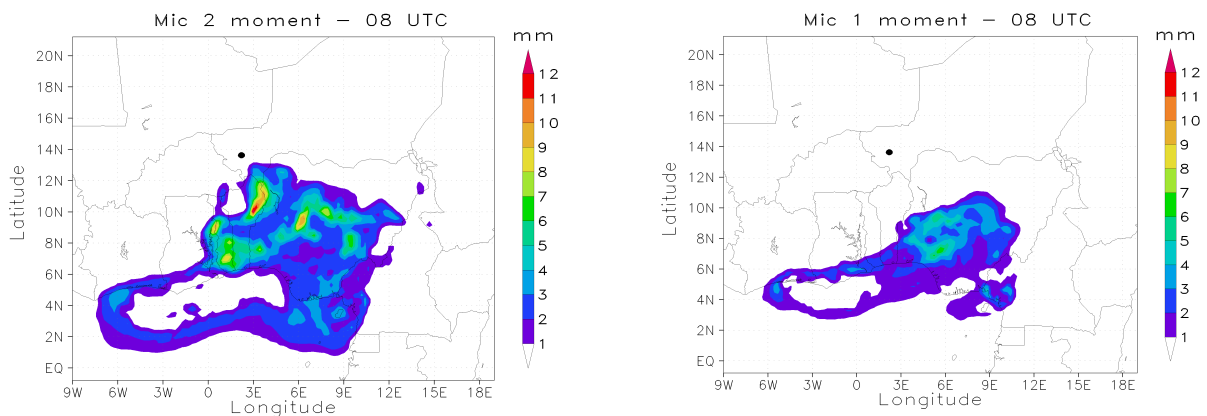 Mic 2 moment – 08 UTC
mm
12
11
10
9
8
7
6
5
4
3
2
1
20N
18N
16N
14N
12N
10N
8N
6N
4N
2N
EQ
Latitude
9W 6W 3W 0 3E 6E 9E 12E 15E 18E
Longitude
Mic 1 moment – 08 UTC
mm
12
11
10
9
8
7
6
5
4
3
2
1
20N
18N
16N
14N
12N
10N
8N
6N
4N
2N
EQ
Latitude
9W 6W 3W 0 3E 6E 9E 12E 15E 18E
Longitude